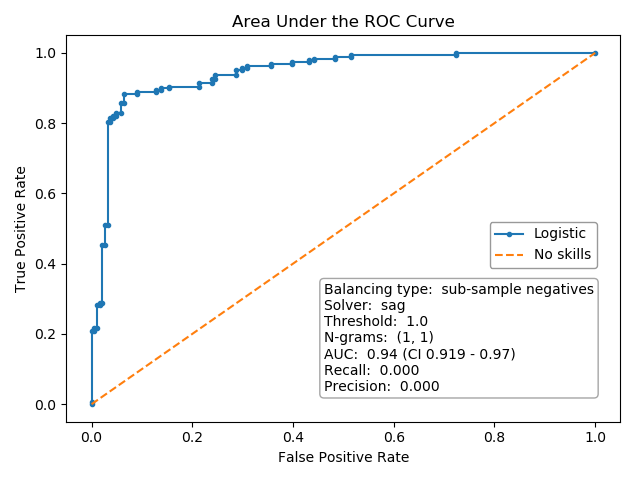 Area Under the ROC Curve
1.0
0.8
0.6
0.4
0.2
0.0
True Positive Rate
Logistic
No skills
Balancing type:  sub-sample negatives
Solver:  sag
Threshold:  1.0
N-grams:  (1, 1)
AUC:  0.94 (CI 0.919 - 0.97)
Recall:  0.000
Precision:  0.000
0.0 0.2 0.4 0.6 0.8 1.0
False Positive Rate